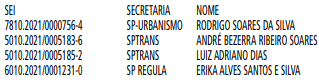 SEI SECRETARIA NOME
7810.2021/0000756-4 SP-URBANISMO RODRIGO SOARES DA SILVA
5010.2021/0005183-6 SPTRANS ANDRÉ BEZERRA RIBEIRO SOARES
5010.2021/0005185-2 SPTRANS LUIZ ADRIANO DIAS
6010.2021/0001231-0 SP REGULA ERIKA ALVES SANTOS E SILVA